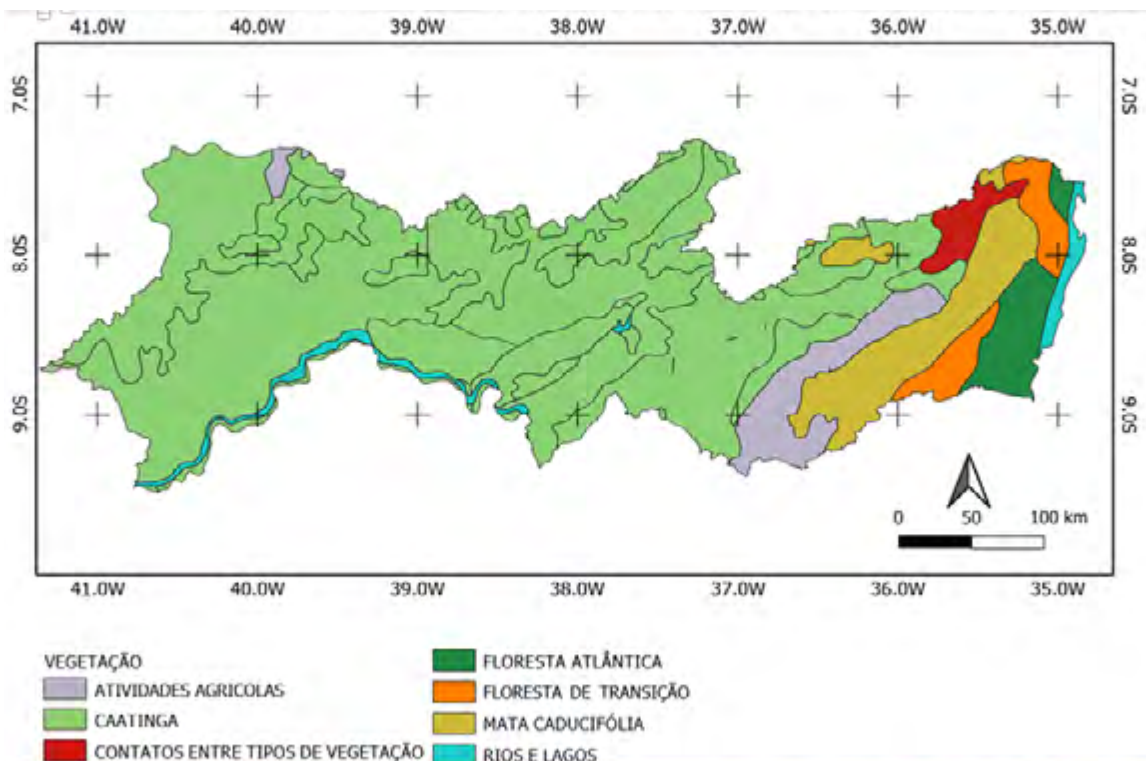 41.0W 40.0W 39.0W 38.0W 37.0W 36.0W 35.0W
7.0S 7.0S
8.0S 8.0S
9.0S 9.0S
0 50 100 km
41.0W 40.0W 39.0W 38.0W 37.0W 36.0W 35.0W
VEGETAÇÃO
ATIVIDADES AGRICOLAS
CAATINGA
CONTATOS ENTRE TIPOS DE VEGETAÇÃO
FLORESTA ATLÂNTICA
FLORESTA DE TRANSIÇÃO
MATA CADUCIFÓLIA
RIOS E LAGOS